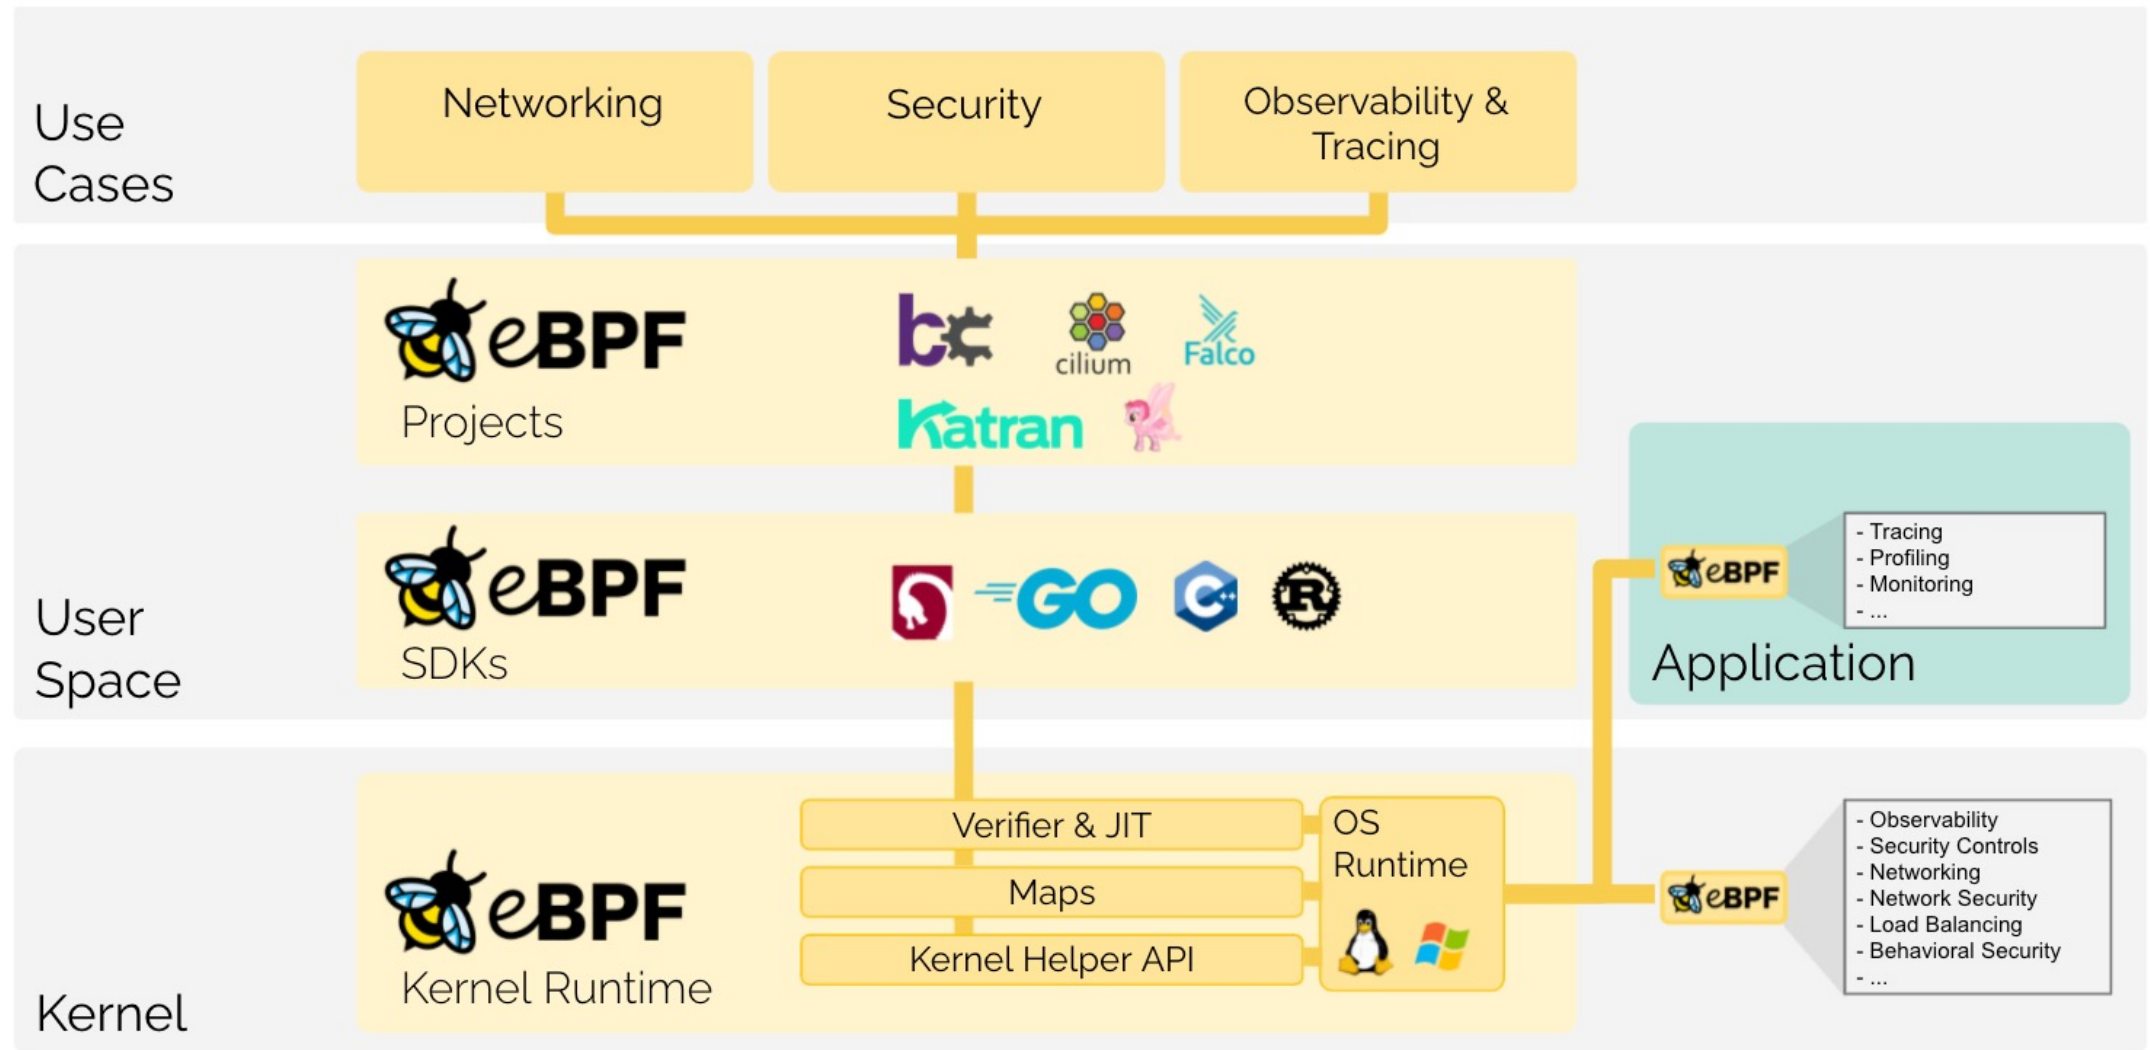 Use
Cases
Networking
Security
Observability &
Tracing
User
Space
eBPF
Projects
bc
cilium
Falco
Katran
eBPF
SDKs
GO
C++
R
eBPF
- Tracing
- Profiling
- Monitoring
- ...
Application
Kernel
eBPF
Kernel Runtime
Verifier & JIT
Maps
Kernel Helper API
OS
Runtime
eBPF
- Observability
- Security Controls
- Networking
- Network Security
- Load Balancing
- Behavioral Security
- ...